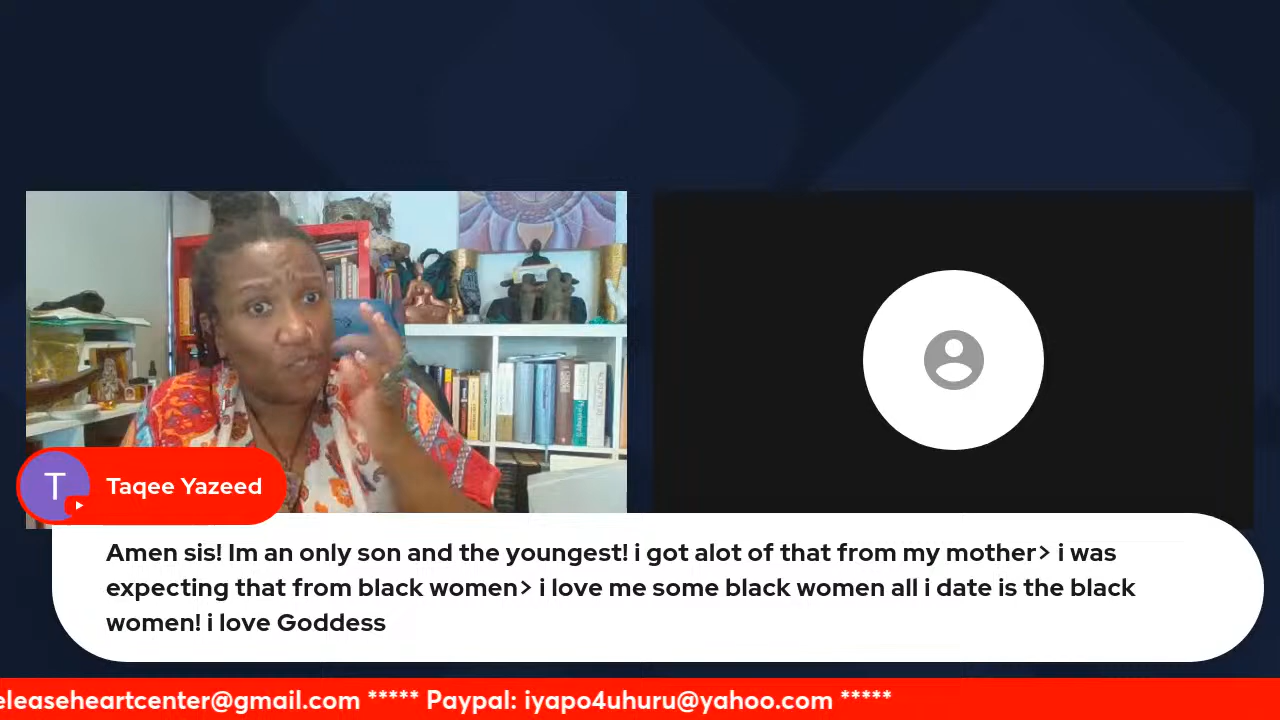 T
Taqee Yazeed
Amen sis! Im an only son and the youngest! i got alot of that from my mother> i was
expecting that from black women> i love me some black women all i date is the black
women! i love Goddess
eleaseheartcenter@gmail.com ***** Paypal: iyapo4uhuru@yahoo.com *****